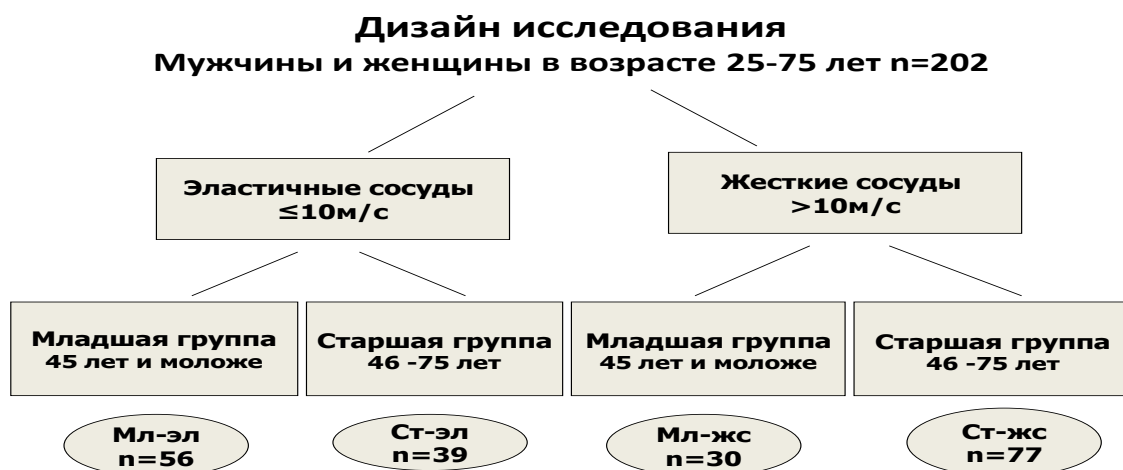 Дизайн исследования
Мужчины и женщины в возрасте 25-75 лет n=202
Эластичные сосуды
≤10м/с
Жесткие сосуды
>10м/с
Младшая группа
45 лет и моложе
Старшая группа
46 -75 лет
Младшая группа
45 лет и моложе
Старшая группа
46 -75 лет
Мл-эл
n=56
Ст-эл
n=39
Мл-жс
n=30
Ст-жс
n=77